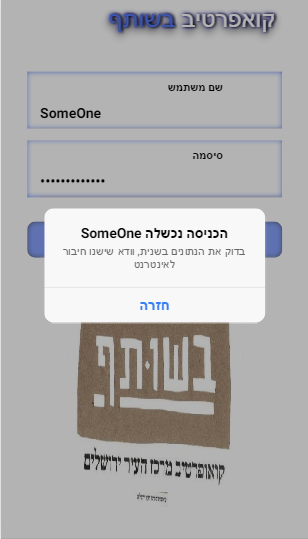 קואפרטיב בשותף
שם משתמש
SomeOne
סיסמה
•••••••••••••
הכניסה נכשלה SomeOne
בדוק את הנתונים בשנית, וודא שישנו חיבור
לאינטרנט
חזרה
בשותף
קואופרטיב מרכז העיר ירושלים